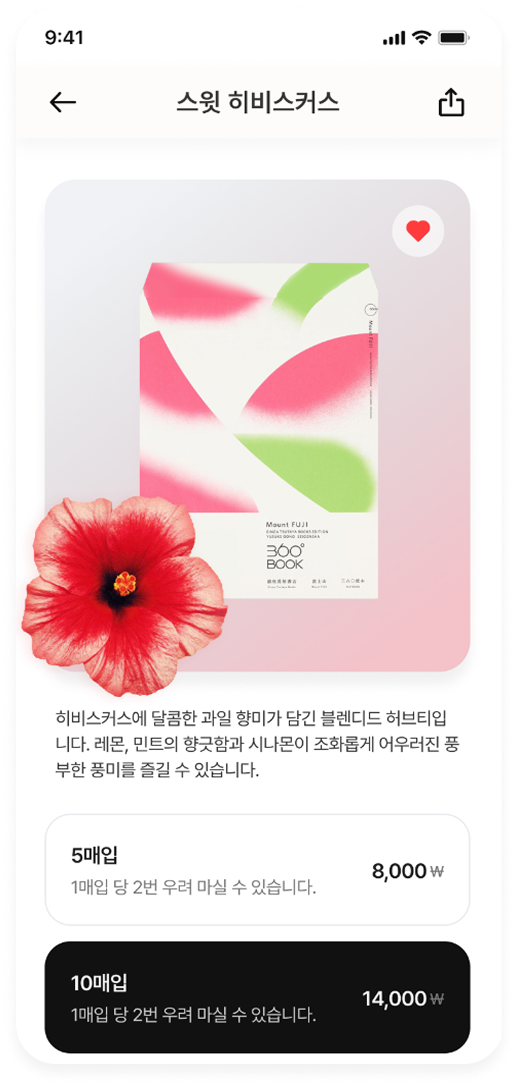 9:41
스윗 히비스커스
Mount FUJI
Mount FUJI
360°
BOOK
히비스커스에 달콤한 과일 향미가 담긴 블렌디드 허브티입
니다. 레몬, 민트의 향긋함과 시나몬이 조화롭게 어우러진 풍
부한 풍미를 즐길 수 있습니다.
5매입
8,000₩
1매입 당 2번 우려 마실 수 있습니다.
10매입
14,000₩
1매입 당 2번 우려 마실 수 있습니다.